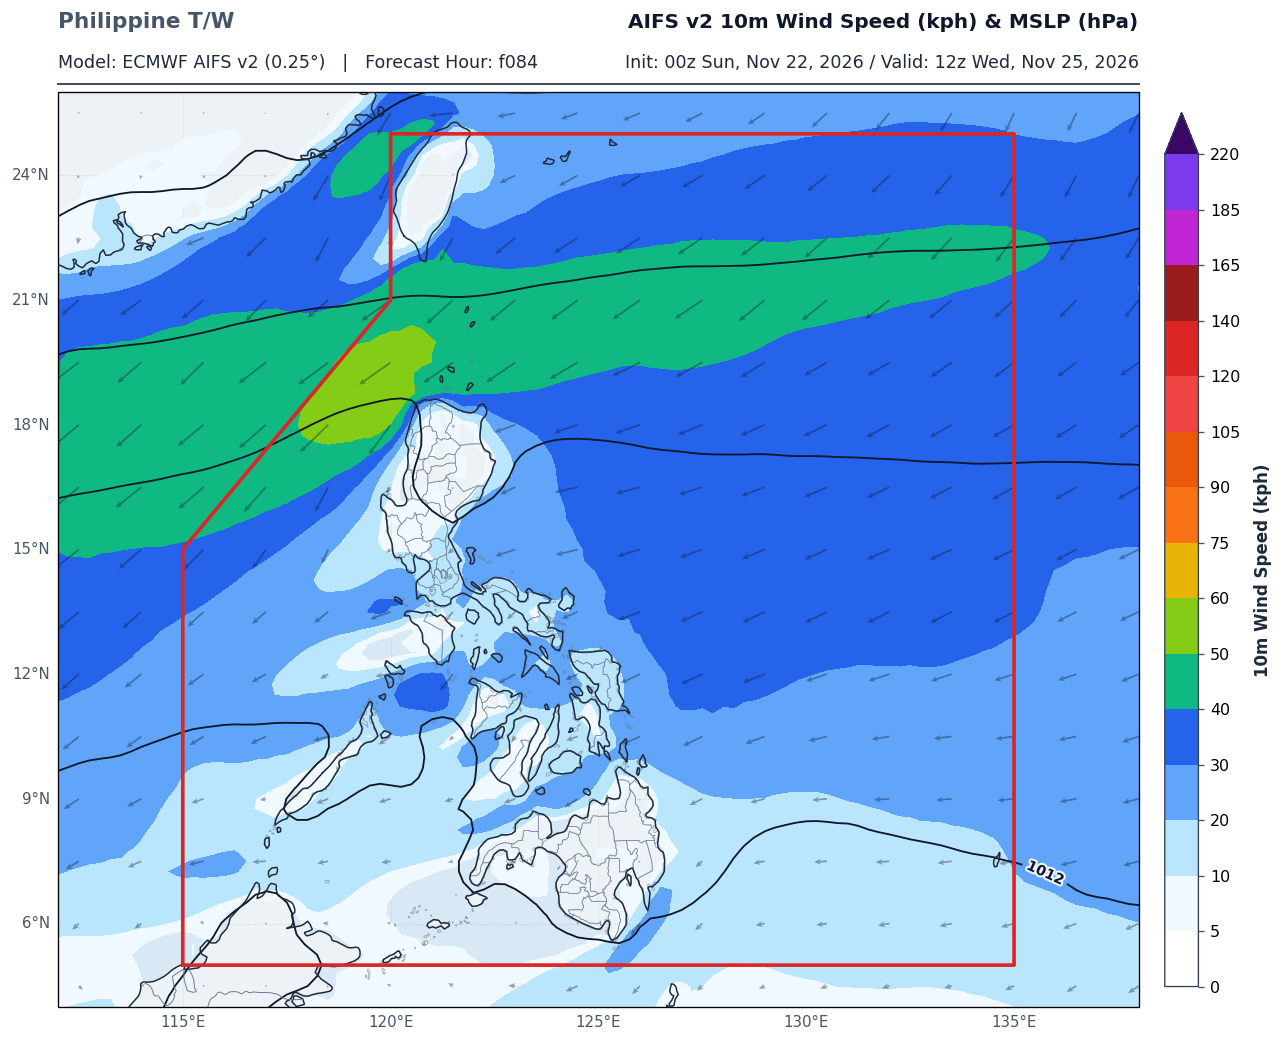 Philippine T/W
AIFS v2 10m Wind Speed (kph) & MSLP (hPa)
Model: ECMWF AIFS v2 (0.25°) | Forecast Hour: f084
Init: 00z Sun, Nov 22, 2026 / Valid: 12z Wed, Nov 25, 2026
24°N
21°N
18°N
15°N
12°N
9°N
6°N
115°E
120°E
125°E
130°E
135°E
1012
220
185
165
140
120
105
90
75
60
50
40
30
20
10
5
0
10m Wind Speed (kph)